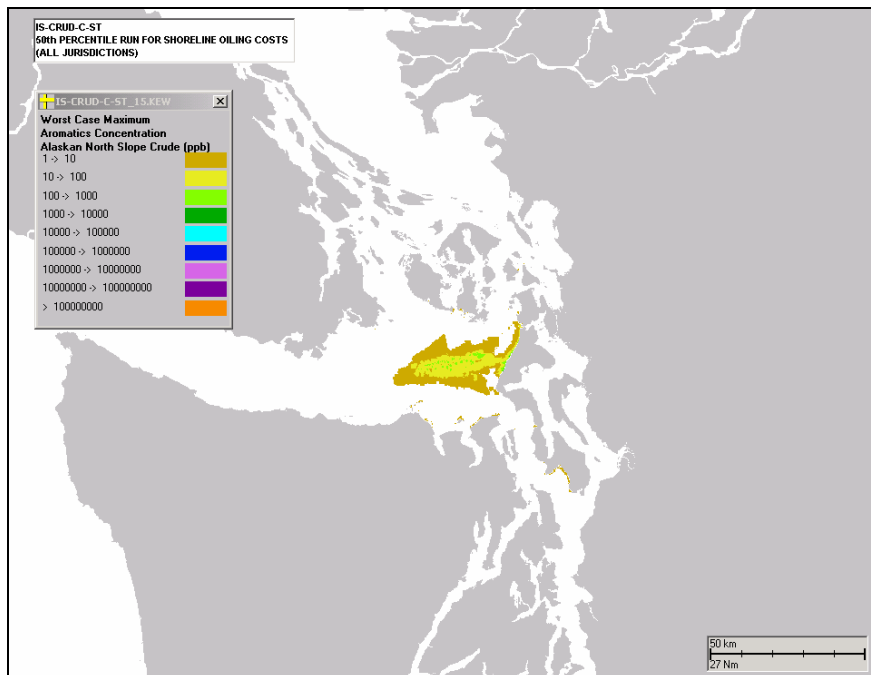 IS-CRUD-C-ST
50th PERCENTILE RUN FOR SHORELINE OILING COSTS
(ALL JURISDICTIONS)
IS-CRUD-C-ST_15.KEW
Worst Case Maximum
Aromatics Concentration
Alaskan North Slope Crude (ppb)
1 -> 10
10 -> 100
100 -> 1000
1000 -> 10000
10000 -> 100000
100000 -> 1000000
1000000 -> 10000000
10000000 -> 100000000
> 100000000
50 km
27 Nm